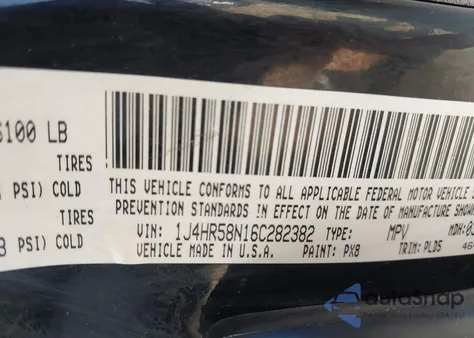 6100 LB
TIRES
PSI) COLD
TIRES
PSI) COLD
THIS VEHICLE CONFORMS TO ALL APPLICABLE FEDERAL MOTOR VEHICLE
PREVENTION STANDARDS IN EFFECT ON THE DATE OF MANUFACTURE SHOWN
VIN: 1J4HR58N16C282382 TYPE: MPV MDH:
VEHICLE MADE IN U.S.A. PAINT: PX8 TRIM: PLD5
autoSnap